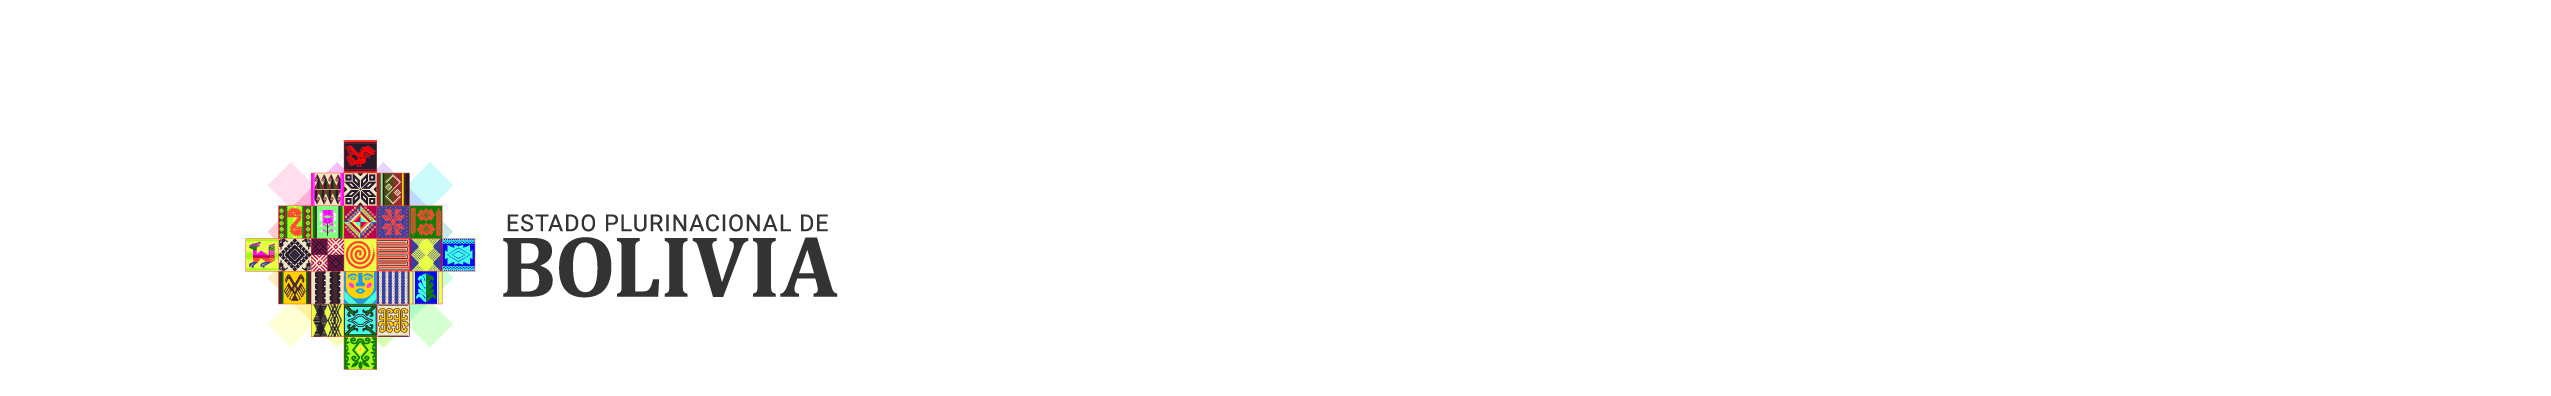 ESTADO PLURINACIONAL DE
BOLIVIA